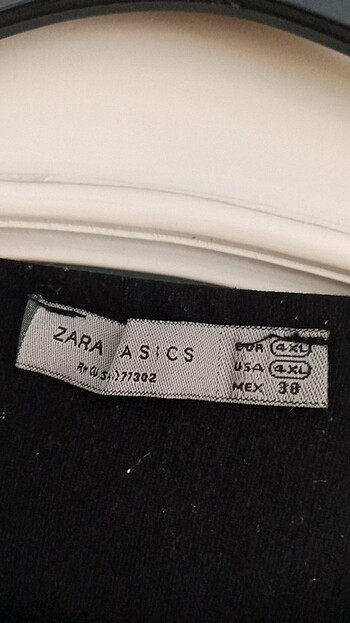 ZARA ASICS
77302
EUR 4XL
USA 4XL
MEX 38